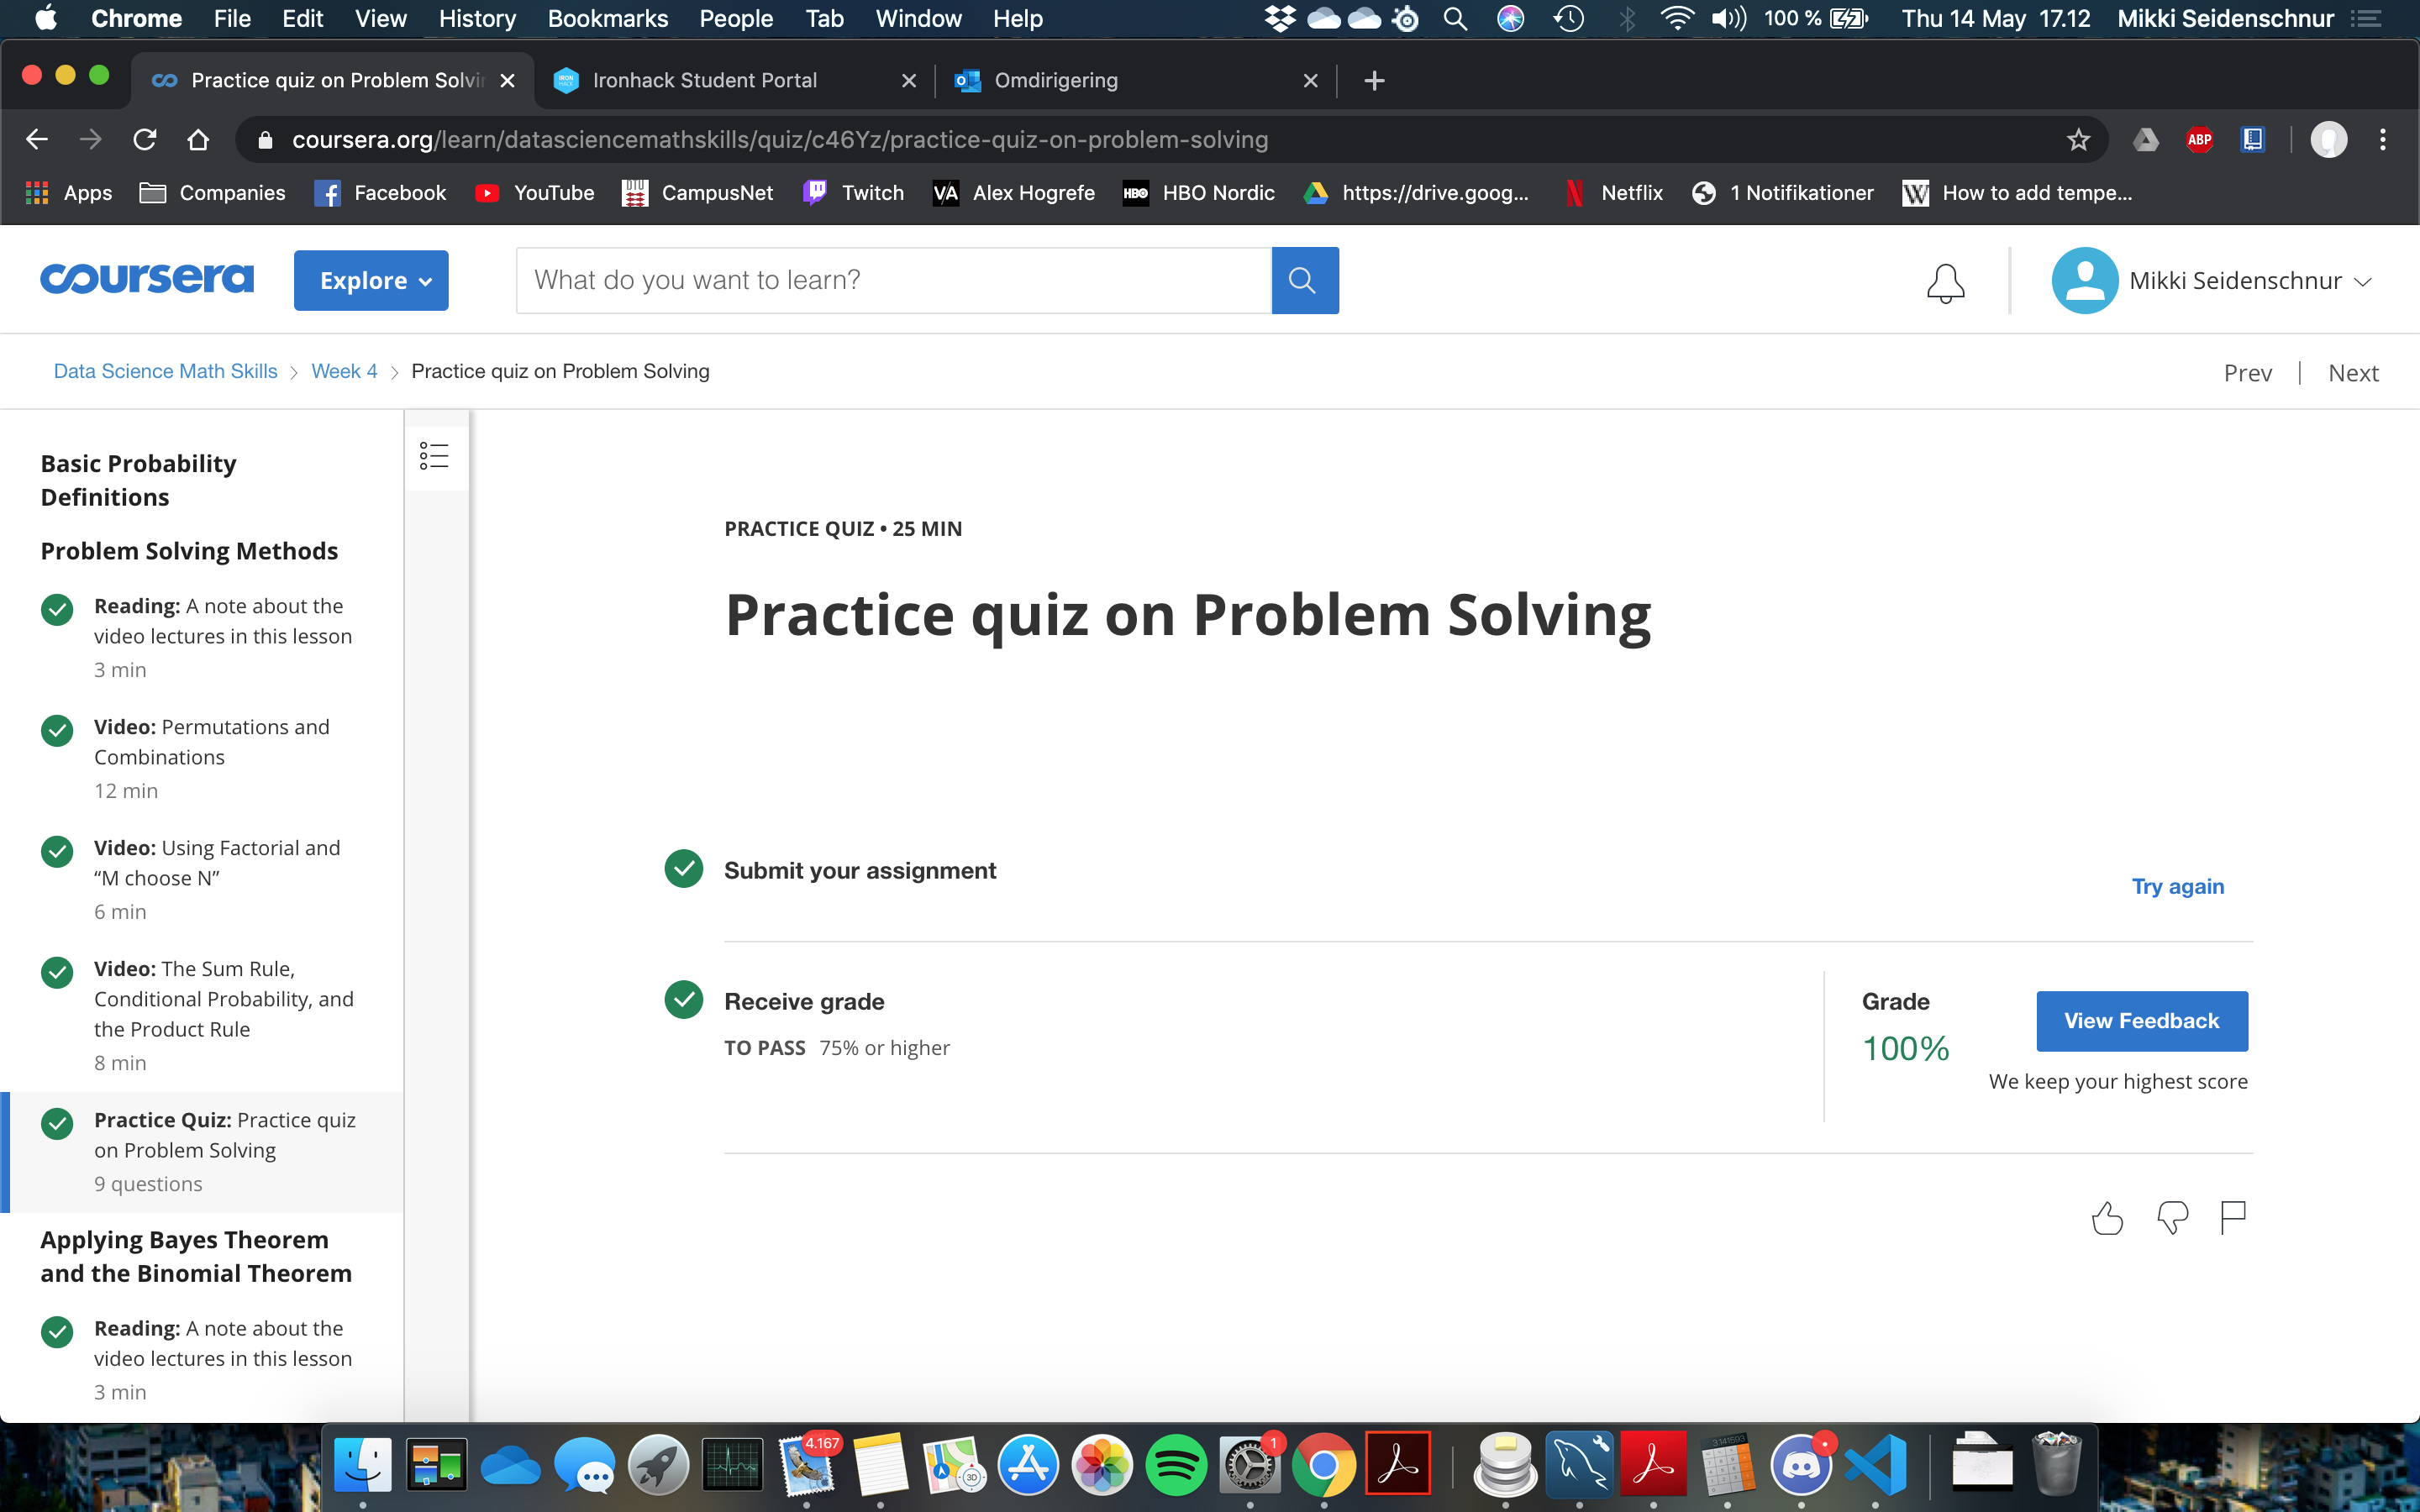 Chrome File Edit View History Bookmarks People Tab Window Help 100 % Thu 14 May 17.12 Mikki Seidenschnur
Practice quiz on Problem Solvin Ironhack Student Portal Omdirigering
coursera.org/learn/datasciencemathskills/quiz/c46Yz/practice-quiz-on-problem-solving ABP
Apps Companies Facebook YouTube CampusNet Twitch VA Alex Hogrefe HBO HBO Nordic https://drive.goog... Netflix 1 Notifikationer W How to add tempe...
coursera Explore What do you want to learn? Mikki Seidenschnur
Data Science Math Skills > Week 4 > Practice quiz on Problem Solving Prev | Next
Basic Probability
Definitions
Problem Solving Methods
Reading: A note about the
video lectures in this lesson
3 min
Video: Permutations and
Combinations
12 min
Video: Using Factorial and
“M choose N”
6 min
Video: The Sum Rule,
Conditional Probability, and
the Product Rule
8 min
Practice Quiz: Practice quiz
on Problem Solving
9 questions
Applying Bayes Theorem
and the Binomial Theorem
Reading: A note about the
video lectures in this lesson
3 min
PRACTICE QUIZ • 25 MIN
Practice quiz on Problem Solving
Submit your assignment
Try again
Receive grade
TO PASS 75% or higher
Grade
100%
View Feedback
We keep your highest score
4.167 3D 1 3.141593